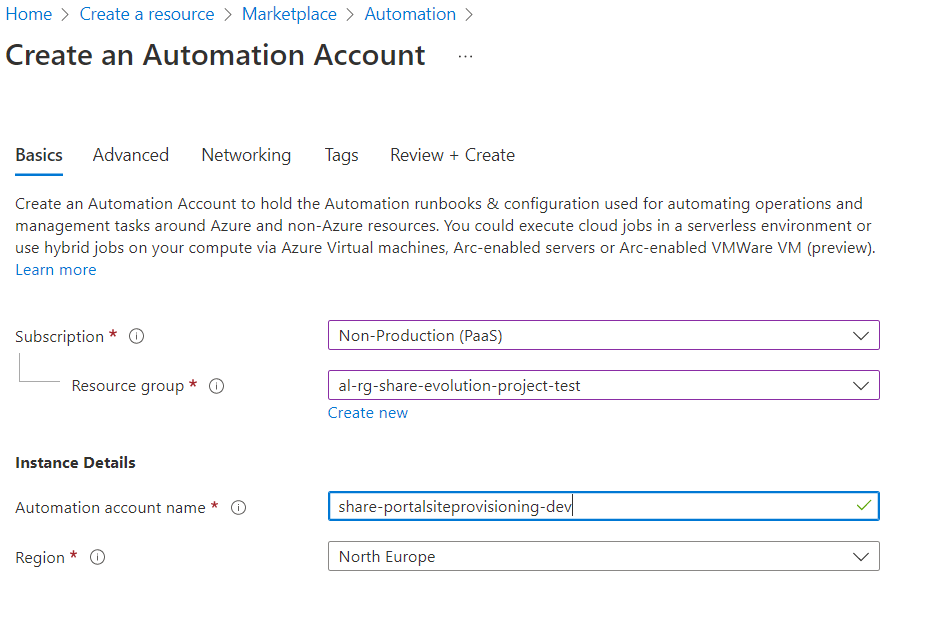 Home > Create a resource > Marketplace > Automation >
Create an Automation Account ...
Basics Advanced Networking Tags Review + Create
Create an Automation Account to hold the Automation runbooks & configuration used for automating operations and
management tasks around Azure and non-Azure resources. You could execute cloud jobs in a serverless environment or
use hybrid jobs on your compute via Azure Virtual machines, Arc-enabled servers or Arc-enabled VMWare VM (preview).
Learn more
Subscription * Non-Production (PaaS)
Resource group * al-rg-share-evolution-project-test
Create new
Instance Details
Automation account name * share-portalsiteprovisioning-dev
Region * North Europe